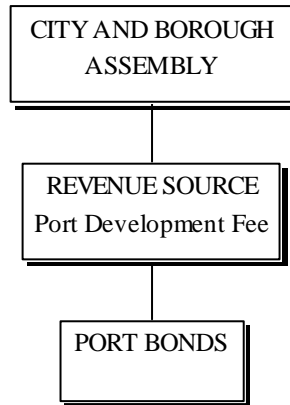 CITY AND BOROUGH
ASSEMBLY
REVENUE SOURCE
Port Development Fee
PORT BONDS